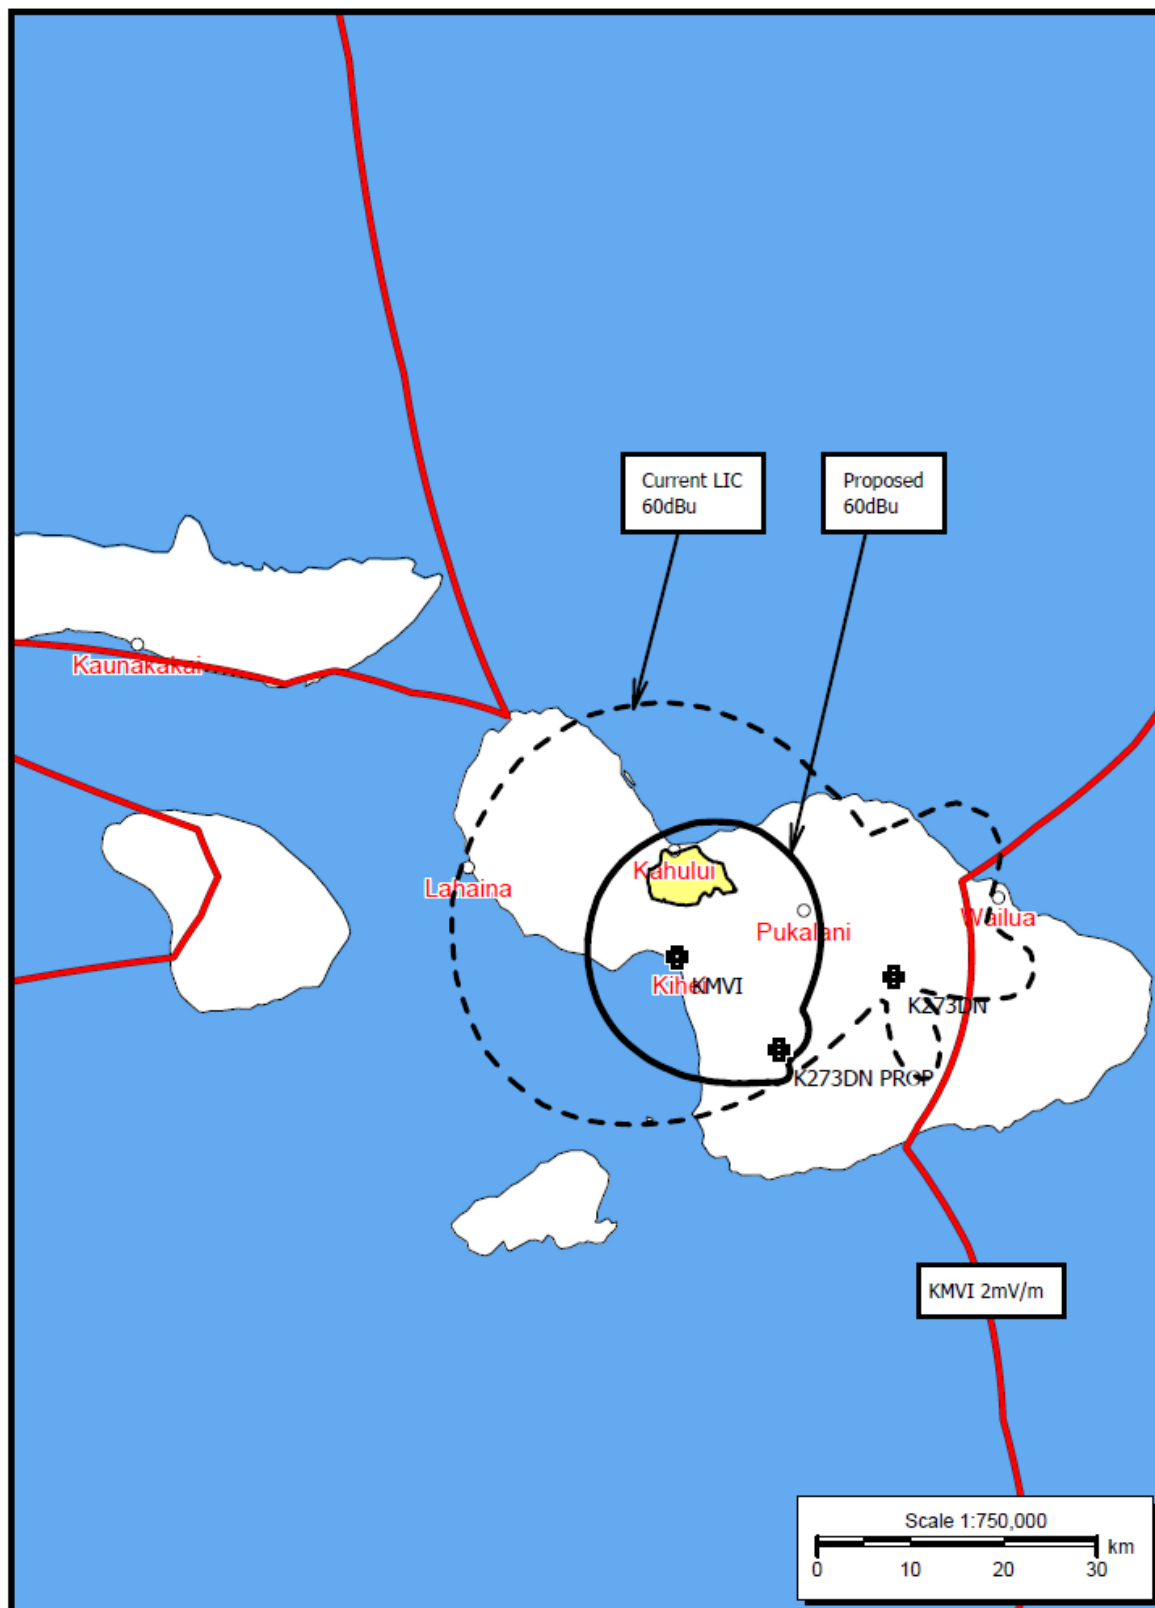 Current LIC
60dBu
Proposed
60dBu
Kaunakakai
Kahului
Lahaina
Wailua
Pukalani
Kihei
KMVI
K273DN
K273DN PROP
KMVI 2mV/m
Scale 1:750,000
km
0 10 20 30